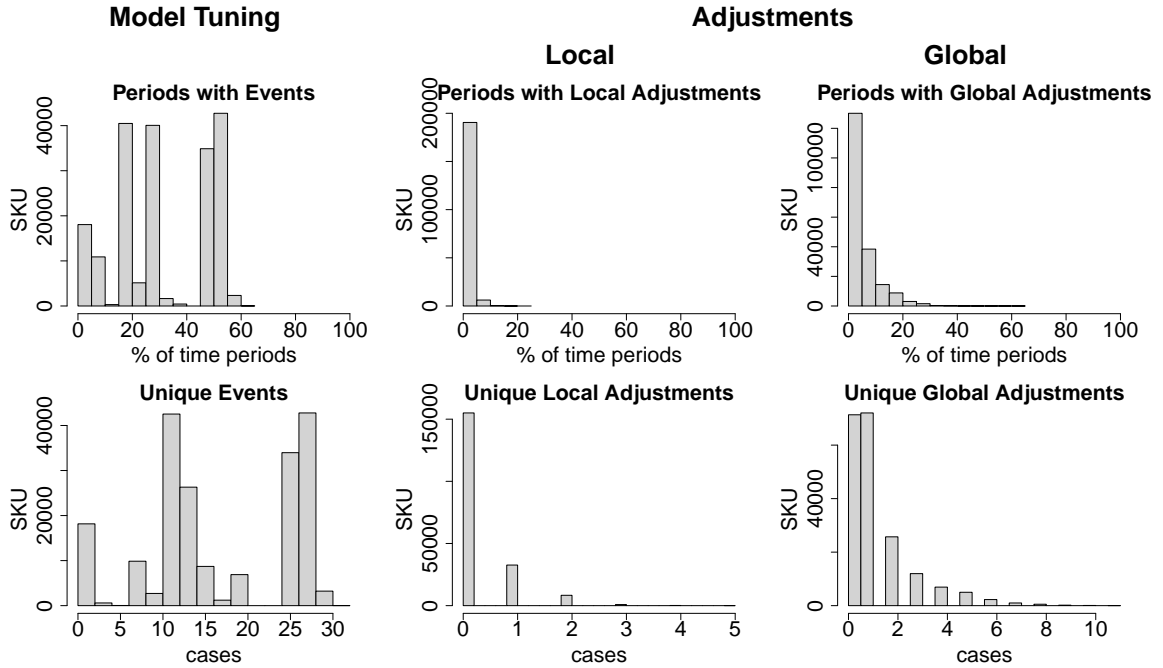 Model Tuning
Adjustments
Local
Global
Periods with Events
SKU
0
20000
40000
0 20 40 60 80 100
% of time periods
Periods with Local Adjustments
SKU
0
100000
200000
0 20 40 60 80 100
% of time periods
Periods with Global Adjustments
SKU
0
40000
100000
0 20 40 60 80 100
% of time periods
Unique Events
SKU
0
20000
40000
0 5 10 15 20 25 30
cases
Unique Local Adjustments
SKU
0
50000
150000
0 1 2 3 4 5
cases
Unique Global Adjustments
SKU
0
40000
0 2 4 6 8 10
cases